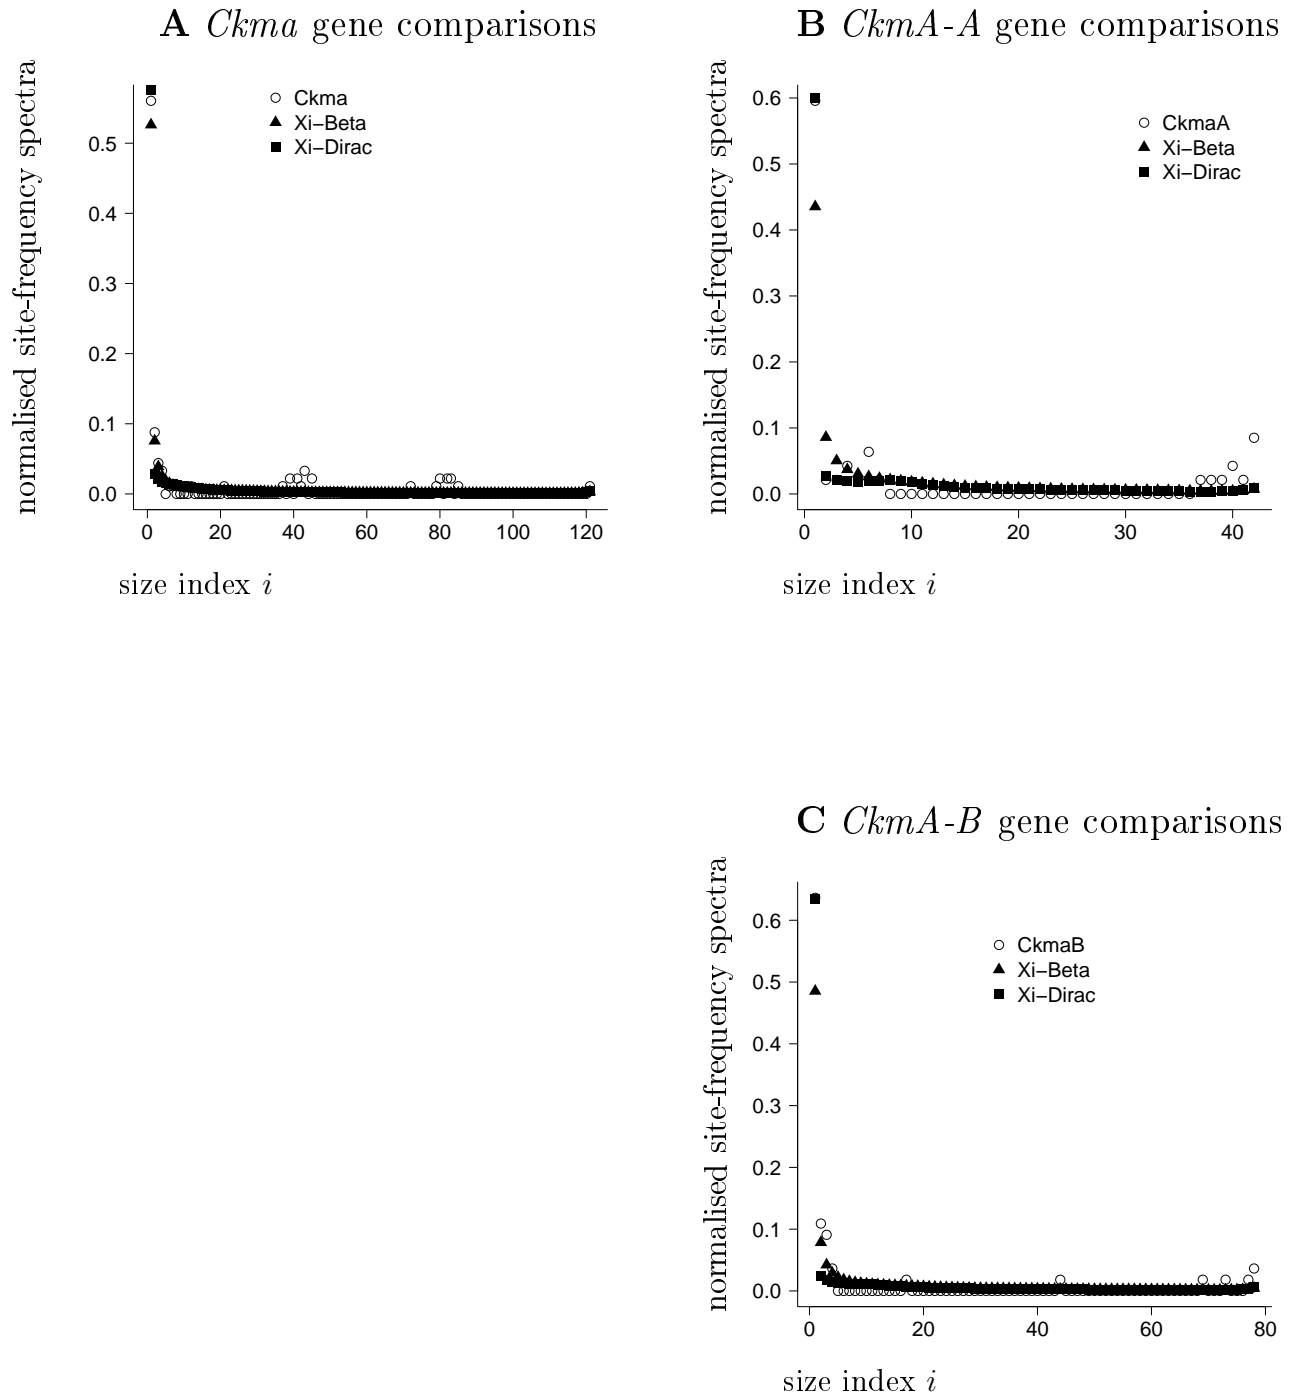 A Ckma gene comparisons
normalised site-frequency spectra
0.5
0.4
0.3
0.2
0.1
0.0
Ckma
Xi−Beta
Xi−Dirac
0 20 40 60 80 100 120
size index i
B CkmA-A gene comparisons
normalised site-frequency spectra
0.6
0.5
0.4
0.3
0.2
0.1
0.0
CkmaA
Xi−Beta
Xi−Dirac
0 10 20 30 40
size index i
C CkmA-B gene comparisons
normalised site-frequency spectra
0.6
0.5
0.4
0.3
0.2
0.1
0.0
CkmaB
Xi−Beta
Xi−Dirac
0 20 40 60 80
size index i